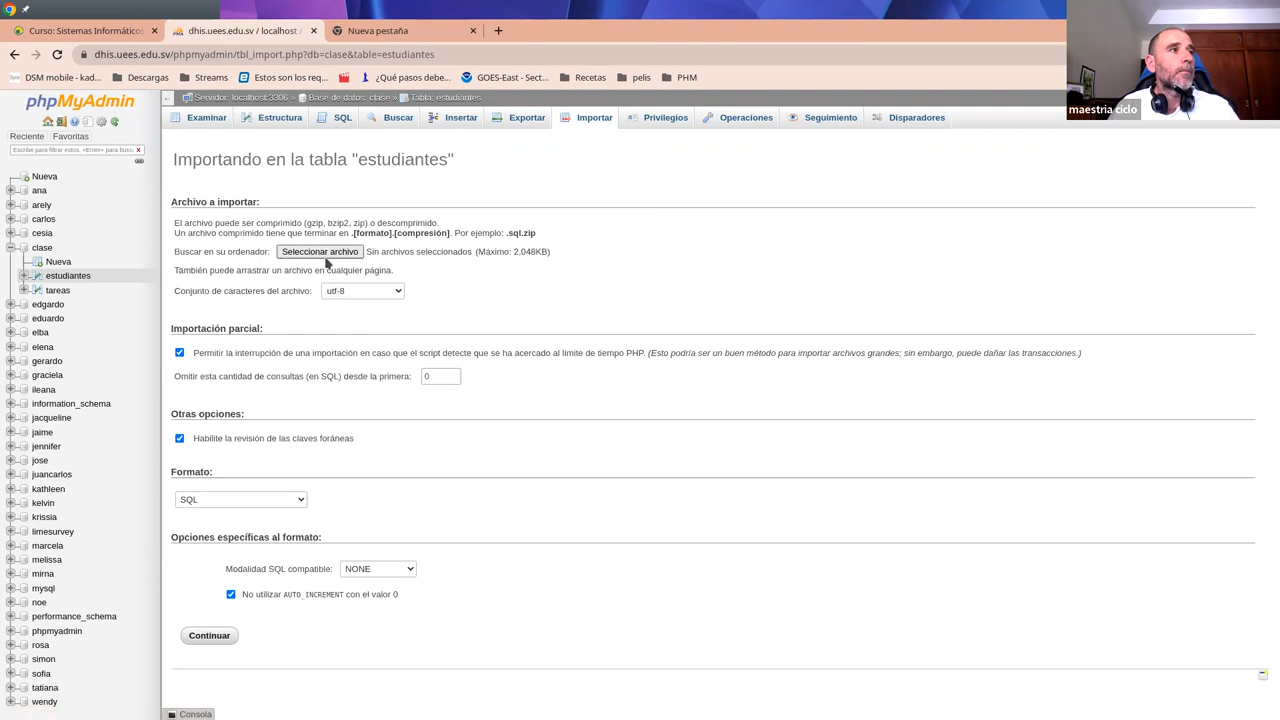 Curso: Sistemas Informáticos
dhis.uees.edu.sv / localhost /
Nueva pestaña
dhis.uees.edu.sv/phpmyadmin/tbl_import.php?db=clase&table=estudiantes
DSM mobile - kad...
Descargas
Streams
Estos son los req...
¿Qué pasos debe...
GOES-East - Sect...
Recetas
pelis
PHM
maestria ciclo
phpMyAdmin
Reciente
Favoritas
Escribe para filtrar estos, «Enter» para busc.
X
Nueva
ana
arely
carlos
cesia
clase
Nueva
estudiantes
tareas
edgardo
eduardo
elba
elena
gerardo
graciela
ileana
information_schema
jacqueline
jaime
jennifer
jose
juancarlos
kathleen
kelvin
krissia
limesurvey
marcela
melissa
mirna
mysql
noe
performance_schema
phpmyadmin
rosa
simon
sofia
tatiana
wendy
Servidor: localhost:3306 » Base de datos: clase » Tabla: estudiantes
Examinar
Estructura
SQL
Buscar
Insertar
Exportar
Importar
Privilegios
Operaciones
Seguimiento
Disparadores
Importando en la tabla "estudiantes"
Archivo a importar:
El archivo puede ser comprimido (gzip, bzip2, zip) o descomprimido.
Un archivo comprimido tiene que terminar en .[formato].[compresión]. Por ejemplo: .sql.zip
Buscar en su ordenador: Seleccionar archivo Sin archivos seleccionados (Máximo: 2,048KB)
También puede arrastrar un archivo en cualquier página.
Conjunto de caracteres del archivo: utf-8
Importación parcial:
Permitir la interrupción de una importación en caso que el script detecte que se ha acercado al límite de tiempo PHP. (Esto podría ser un buen método para importar archivos grandes; sin embargo, puede dañar las transacciones.)
Omitir esta cantidad de consultas (en SQL) desde la primera: 0
Otras opciones:
Habilite la revisión de las claves foráneas
Formato:
SQL
Opciones específicas al formato:
Modalidad SQL compatible: NONE
No utilizar AUTO_INCREMENT con el valor 0
Continuar
Consola